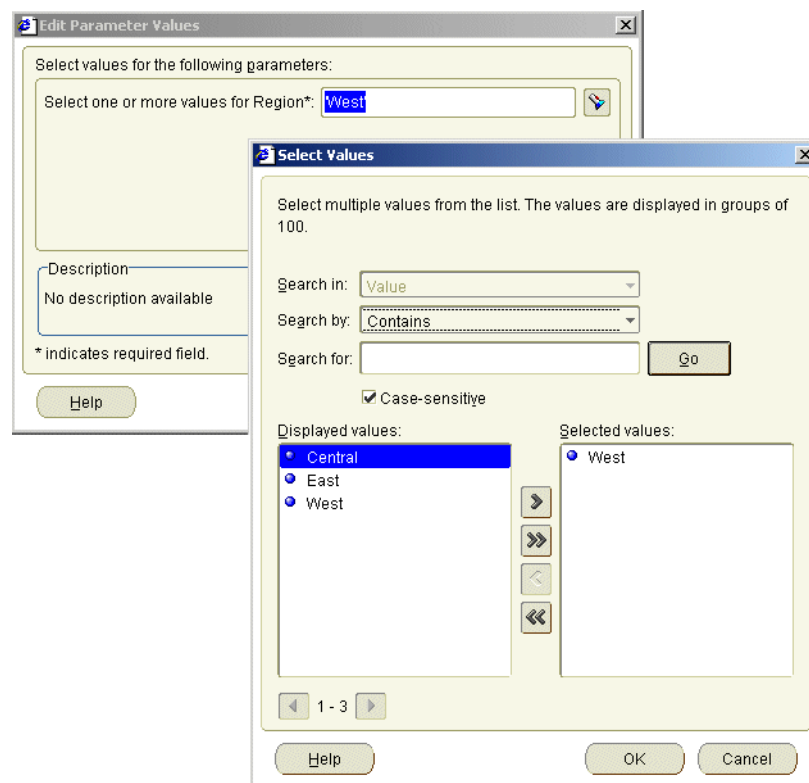 Edit Parameter Values
Select values for the following parameters:
Select one or more values for Region*: 'West'
Description
No description available
* indicates required field.
Help
Select Values
Select multiple values from the list. The values are displayed in groups of
100.
Search in: Value
Search by: Contains
Search for:
Go
Case-sensitive
Displayed values:
Central
East
West
Selected values:
West
1 - 3
Help
OK
Cancel